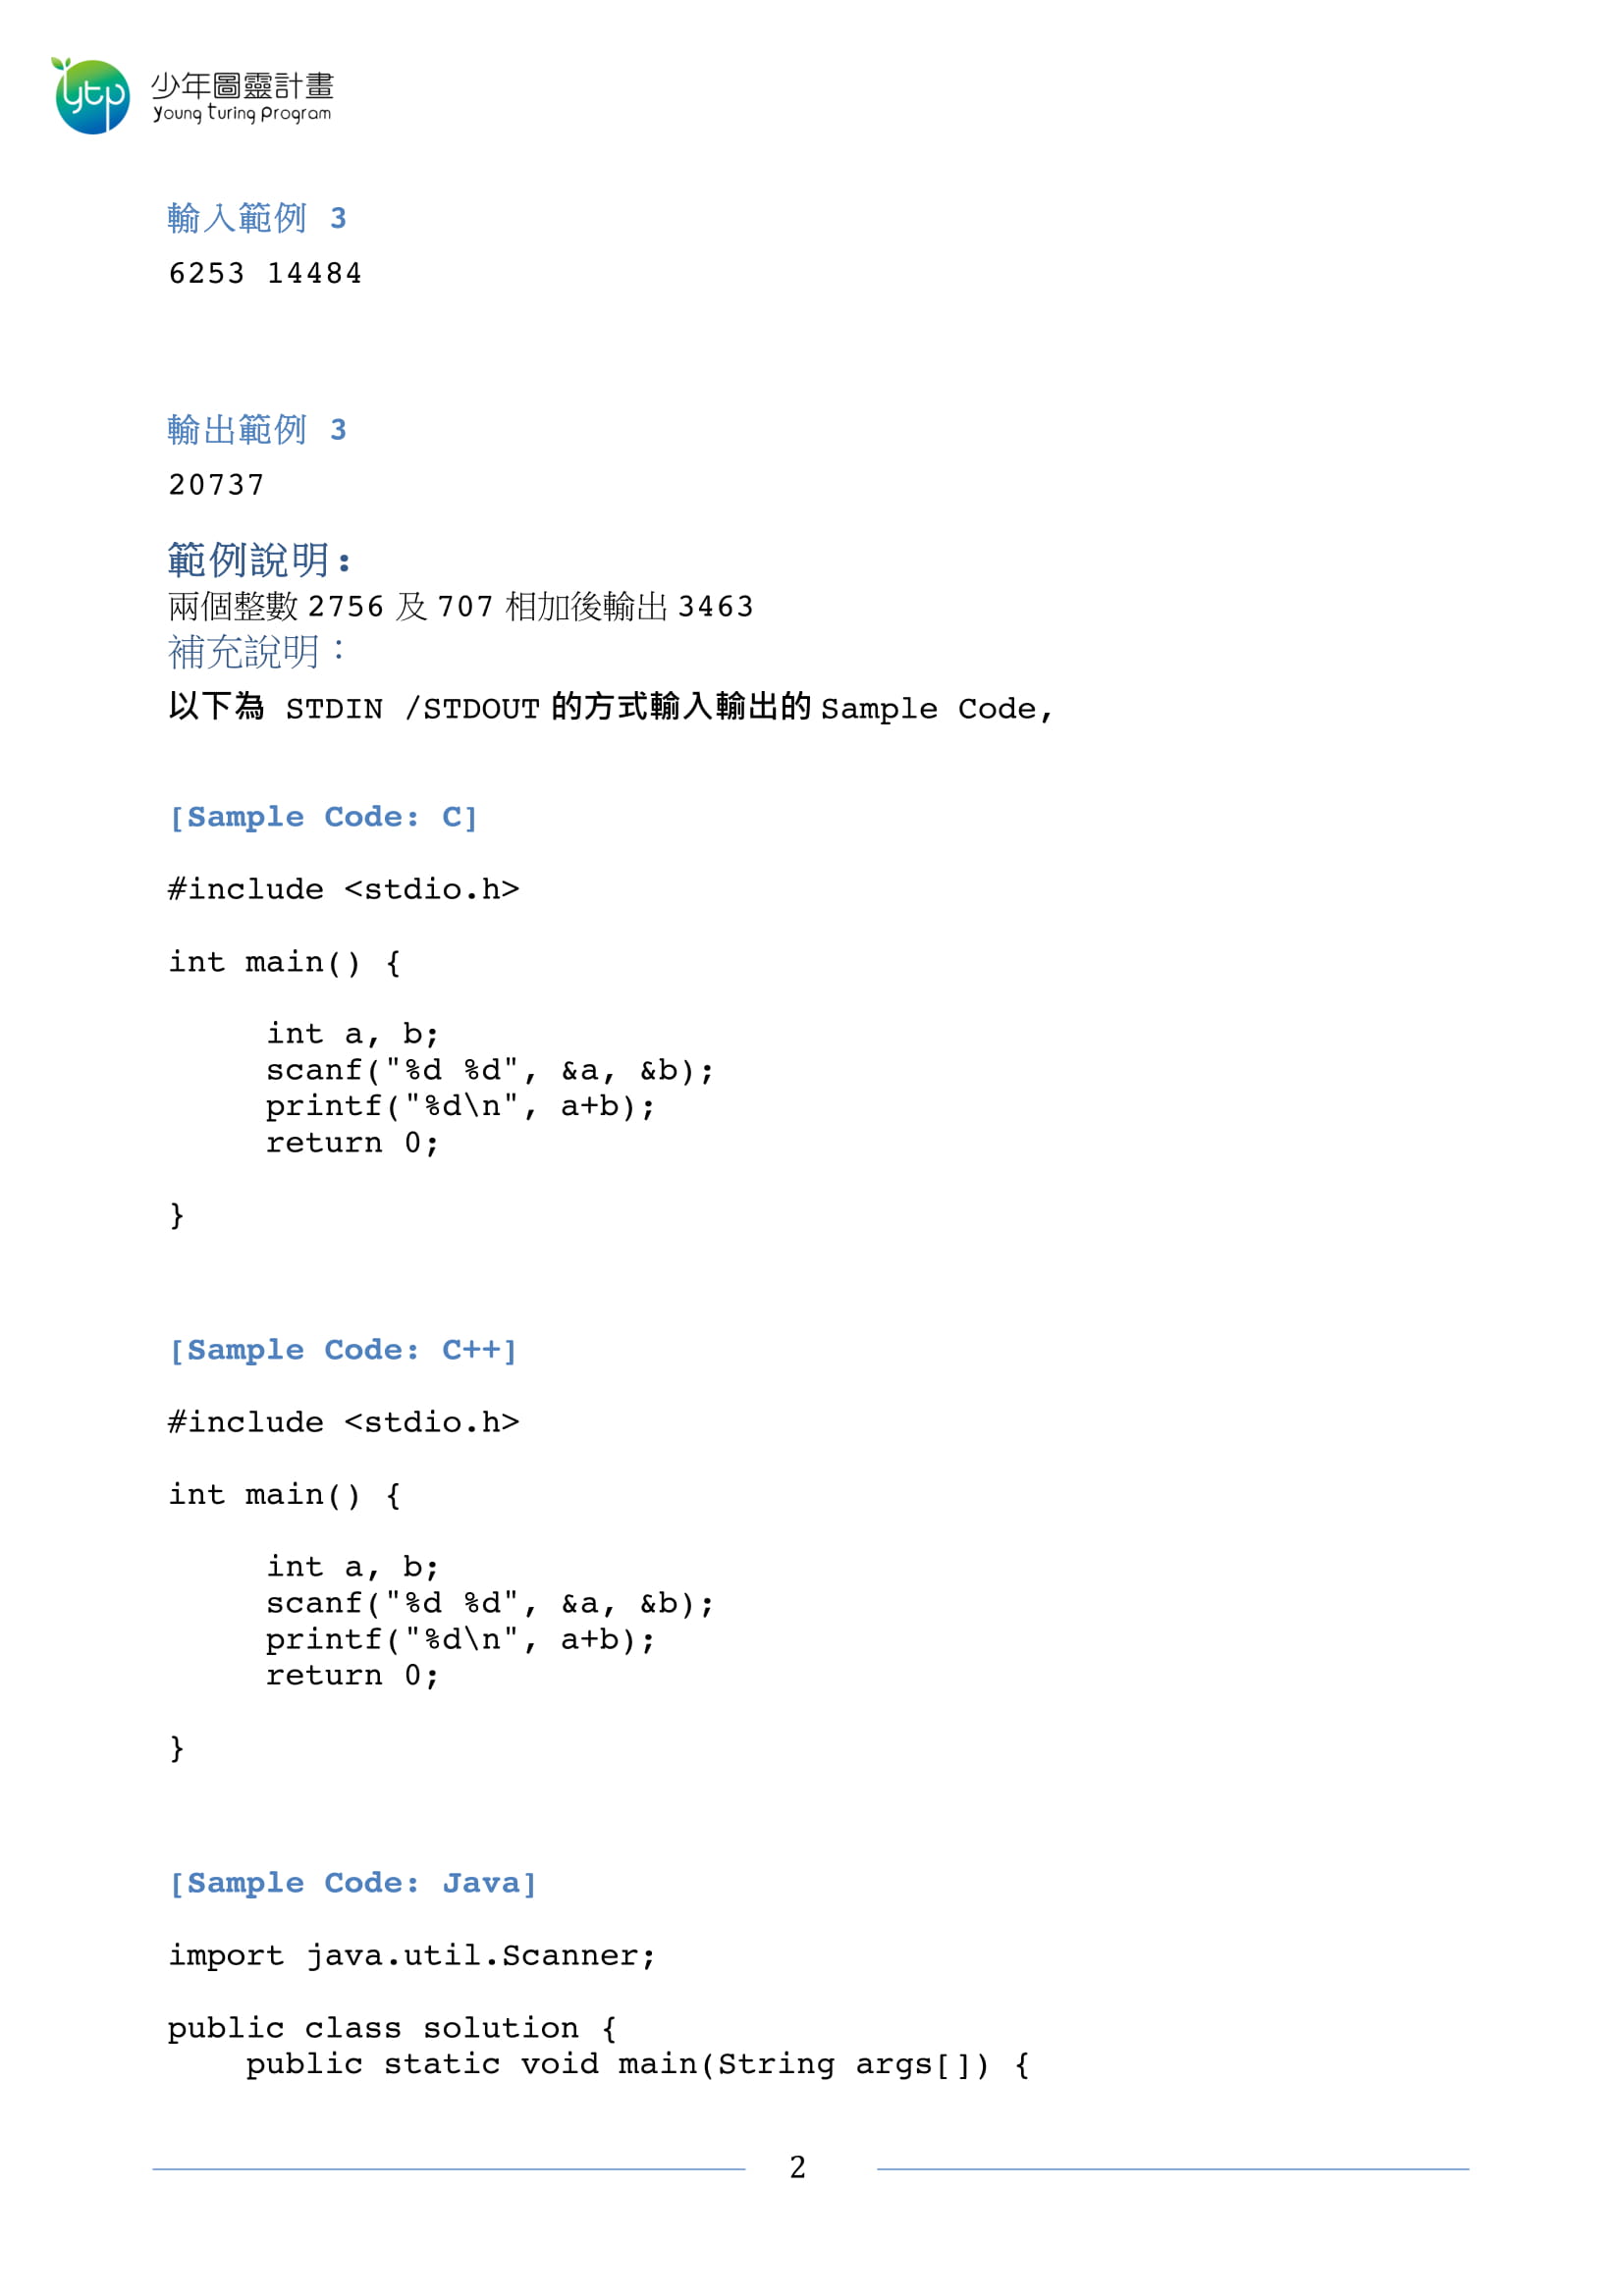 ytp 少年圖靈計畫
Young Turing Program
輸入範例 3
6253 14484
輸出範例 3
20737
範例說明:
兩個整數 2756 及 707 相加後輸出 3463
補充說明：
以下為 STDIN /STDOUT 的方式輸入輸出的 Sample Code,
[Sample Code: C]
#include <stdio.h>
int main() {
int a, b;
scanf("%d %d", &a, &b);
printf("%d\n", a+b);
return 0;
}
[Sample Code: C++]
#include <stdio.h>
int main() {
int a, b;
scanf("%d %d", &a, &b);
printf("%d\n", a+b);
return 0;
}
[Sample Code: Java]
import java.util.Scanner;
public class solution {
public static void main(String args[]) {
2